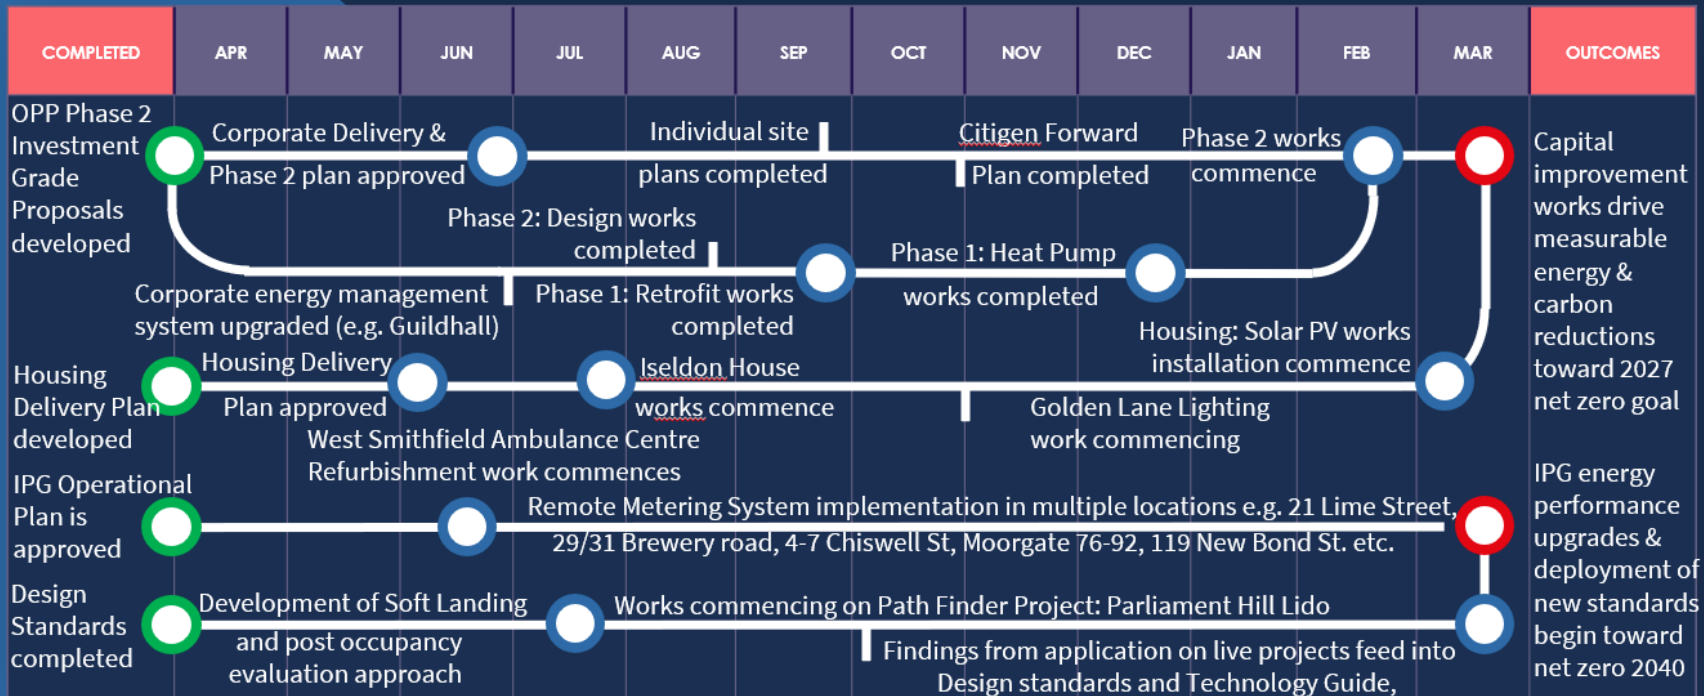 COMPLETED
APR
MAY
JUN
JUL
AUG
SEP
OCT
NOV
DEC
JAN
FEB
MAR
OUTCOMES
OPP Phase 2
Investment
Grade
Proposals
developed
Corporate Delivery &
Phase 2 plan approved
Individual site
plans completed
Citigen Forward
Plan completed
Phase 2 works
commence
Phase 2: Design works
completed
Corporate energy management
system upgraded (e.g. Guildhall)
Phase 1: Retrofit works
completed
Phase 1: Heat Pump
works completed
Capital
improvement
works drive
measurable
energy &
carbon
reductions
toward 2027
net zero goal
Housing
Delivery Plan
developed
Housing Delivery
Plan approved
West Smithfield Ambulance Centre
Refurbishment work commences
Iseldon House
works commence
Golden Lane Lighting
work commencing
Housing: Solar PV works
installation commence
IPG Operational
Plan is
approved
Remote Metering System implementation in multiple locations e.g. 21 Lime Street,
29/31 Brewery road, 4-7 Chiswell St, Moorgate 76-92, 119 New Bond St. etc.
IPG energy
performance
upgrades &
deployment of
new standards
begin toward
net zero 2040
Design
Standards
completed
Development of Soft Landing
and post occupancy
evaluation approach
Works commencing on Path Finder Project: Parliament Hill Lido
Findings from application on live projects feed into
Design standards and Technology Guide,